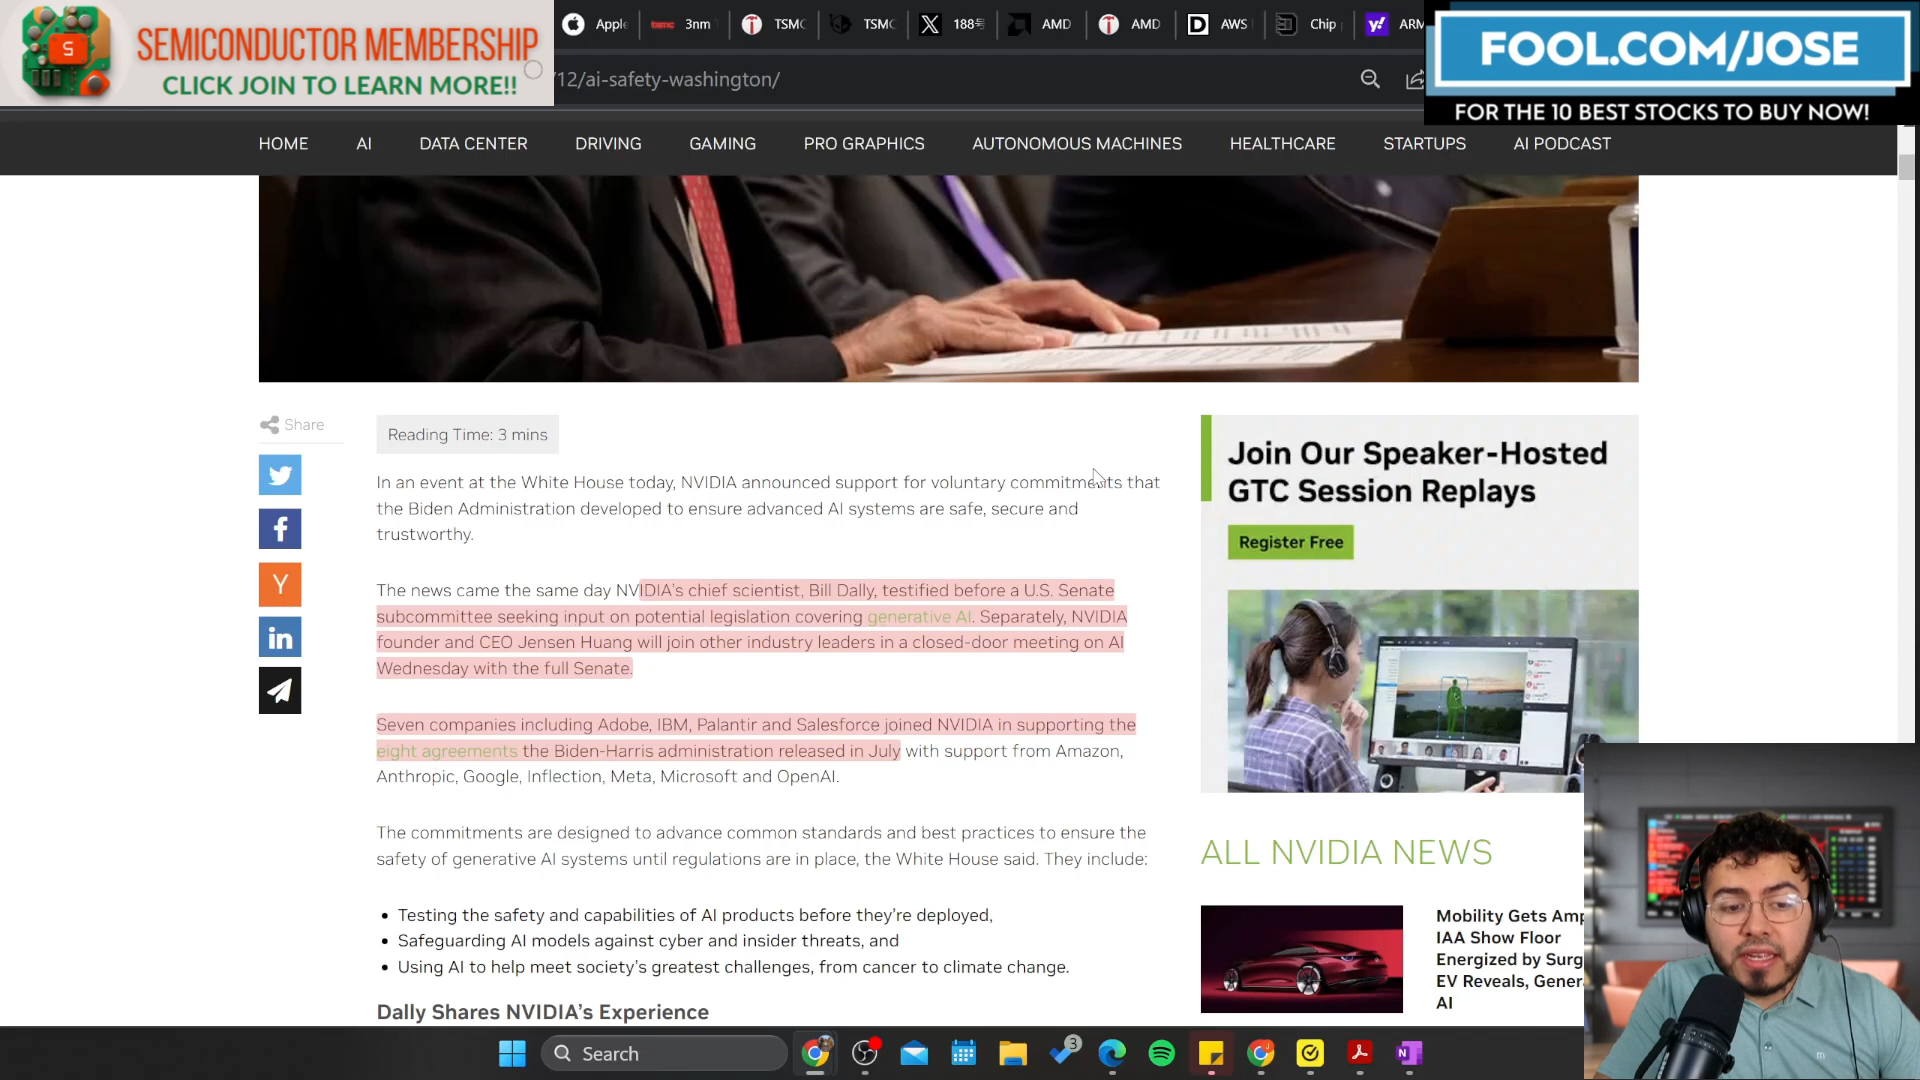 S
SEMICONDUCTOR MEMBERSHIP
CLICK JOIN TO LEARN MORE!!
Apple
tsmc 3nm
TSMC
TSMC
188
AMD
AMD
D AWS
Chip
y! ARM
FOOL.COM/JOSE
FOR THE 10 BEST STOCKS TO BUY NOW!
/12/ai-safety-washington/
HOME AI DATA CENTER DRIVING GAMING PRO GRAPHICS AUTONOMOUS MACHINES HEALTHCARE STARTUPS AI PODCAST
Share
Reading Time: 3 mins
In an event at the White House today, NVIDIA announced support for voluntary commitments that
the Biden Administration developed to ensure advanced AI systems are safe, secure and
trustworthy.
The news came the same day NVIDIA's chief scientist, Bill Dally, testified before a U.S. Senate
subcommittee seeking input on potential legislation covering generative AI. Separately, NVIDIA
founder and CEO Jensen Huang will join other industry leaders in a closed-door meeting on AI
Wednesday with the full Senate.
Seven companies including Adobe, IBM, Palantir and Salesforce joined NVIDIA in supporting the
eight agreements the Biden-Harris administration released in July with support from Amazon,
Anthropic, Google, Inflection, Meta, Microsoft and OpenAI.
The commitments are designed to advance common standards and best practices to ensure the
safety of generative AI systems until regulations are in place, the White House said. They include:
• Testing the safety and capabilities of AI products before they're deployed,
• Safeguarding AI models against cyber and insider threats, and
• Using AI to help meet society's greatest challenges, from cancer to climate change.
Dally Shares NVIDIA's Experience
Join Our Speaker-Hosted
GTC Session Replays
Register Free
ALL NVIDIA NEWS
Mobility Gets Amp
IAA Show Floor
Energized by Surg
EV Reveals, Gener
AI
Search
3